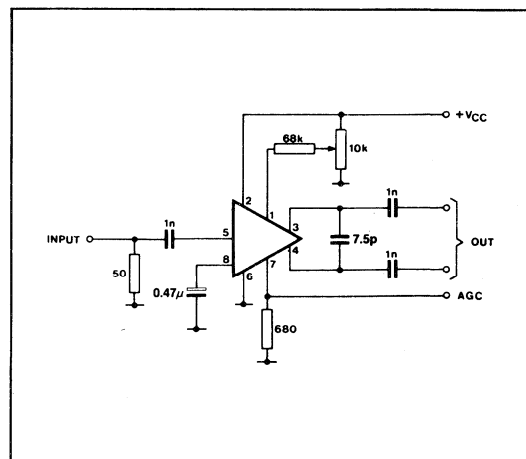 +VCC
68k
10k
2
1
1n
1n
3
INPUT
5
7.5p
OUT
4
8
7
1n
50
6
0.47μ
AGC
680